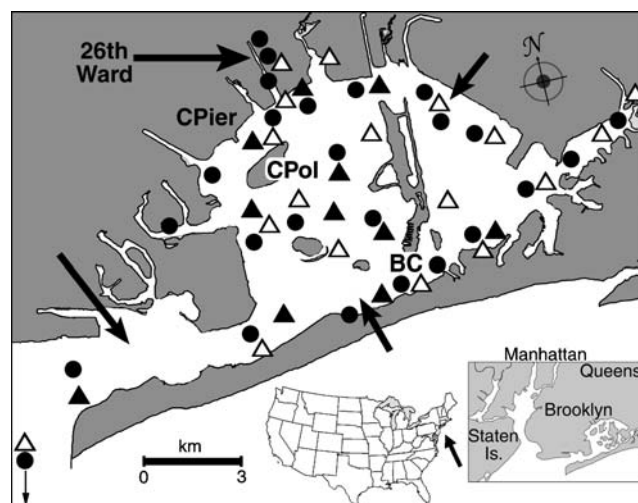 26th
Ward
N
CPier
CPol
BC
km
0 3
Manhattan
Queens
Brooklyn
Staten
Is.